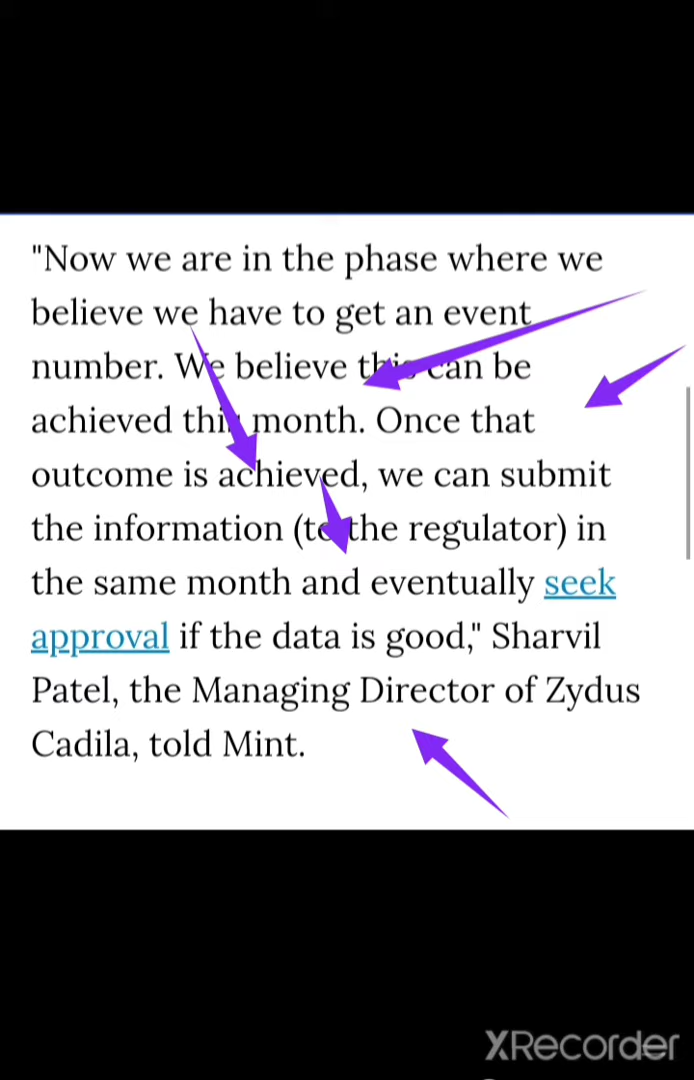 "Now we are in the phase where we
believe we have to get an event
number. We believe this can be
achieved this month. Once that
outcome is achieved, we can submit
the information (to the regulator) in
the same month and eventually seek
approval if the data is good," Sharvil
Patel, the Managing Director of Zydus
Cadila, told Mint.
XRecorder